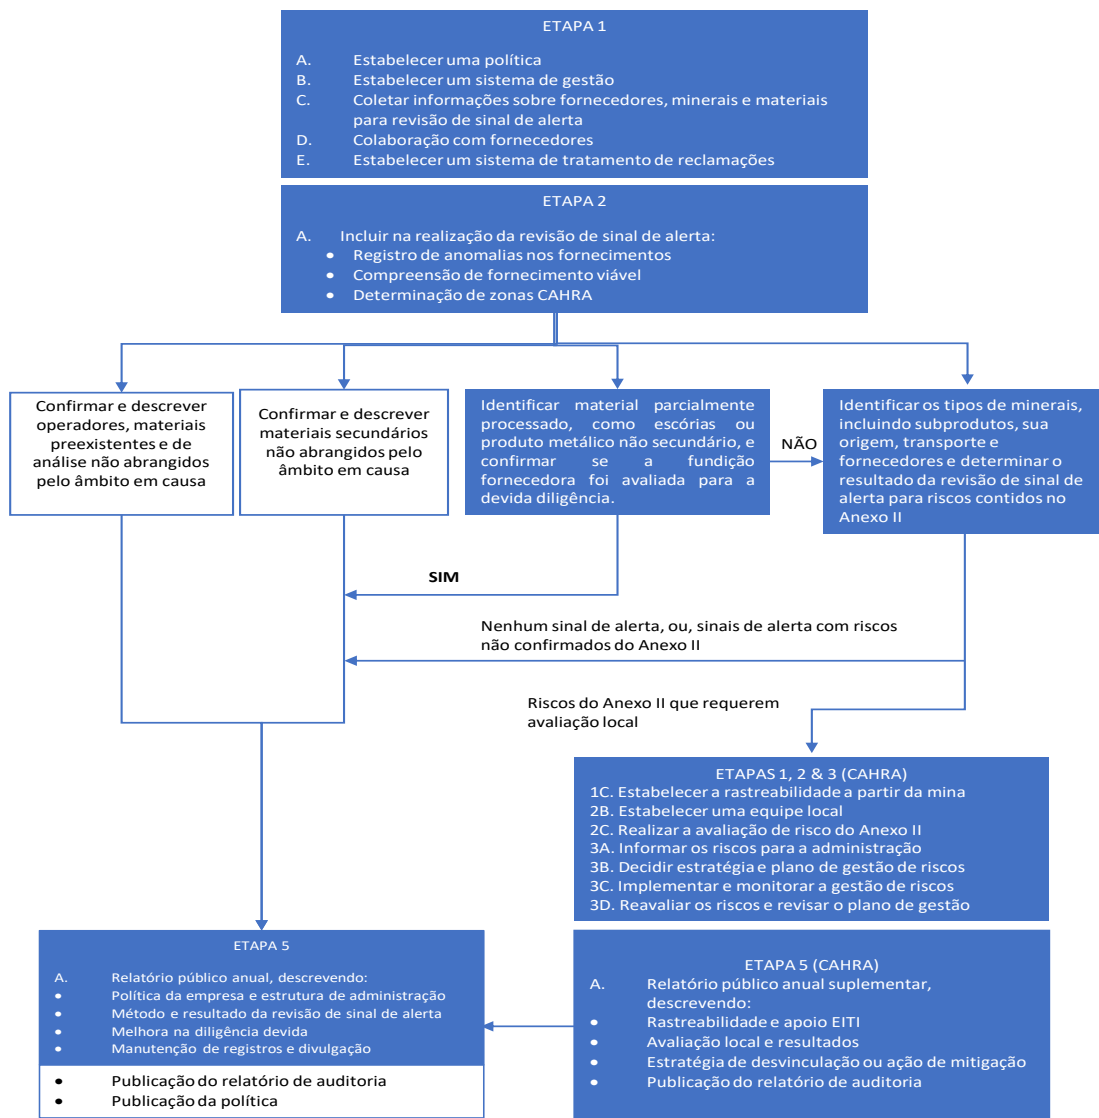 ETAPA 1
A. Estabelecer uma política
B. Estabelecer um sistema de gestão
C. Coletar informações sobre fornecedores, minerais e materiais
para revisão de sinal de alerta
D. Colaboração com fornecedores
E. Estabelecer um sistema de tratamento de reclamações
ETAPA 2
A. Incluir na realização da revisão de sinal de alerta:
• Registro de anomalias nos fornecimentos
• Compreensão de fornecimento viável
• Determinação de zonas CAHRA
Confirmar e descrever
operadores, materiais
preexistentes e de
análise não abrangidos
pelo âmbito em causa
Confirmar e descrever
materiais secundários
não abrangidos pelo
âmbito em causa
Identificar material parcialmente
processado, como escórias ou
produto metálico não secundário, e
confirmar se a fundição
fornecedora foi avaliada para a
devida diligência.
NÃO
Identificar os tipos de minerais,
incluindo subprodutos, sua
origem, transporte e
fornecedores e determinar o
resultado da revisão de sinal de
alerta para riscos contidos no
Anexo II
SIM
Nenhum sinal de alerta, ou, sinais de alerta com riscos
não confirmados do Anexo II
Riscos do Anexo II que requerem
avaliação local
ETAPAS 1, 2 & 3 (CAHRA)
1C. Estabelecer a rastreabilidade a partir da mina
2B. Estabelecer uma equipe local
2C. Realizar a avaliação de risco do Anexo II
3A. Informar os riscos para a administração
3B. Decidir estratégia e plano de gestão de riscos
3C. Implementar e monitorar a gestão de riscos
3D. Reavaliar os riscos e revisar o plano de gestão
ETAPA 5
A. Relatório público anual, descrevendo:
• Política da empresa e estrutura de administração
• Método e resultado da revisão de sinal de alerta
• Melhora na diligência devida
• Manutenção de registros e divulgação
• Publicação do relatório de auditoria
• Publicação da política
ETAPA 5 (CAHRA)
A. Relatório público anual suplementar,
descrevendo:
• Rastreabilidade e apoio EITI
• Avaliação local e resultados
• Estratégia de desvinculação ou ação de mitigação
• Publicação do relatório de auditoria